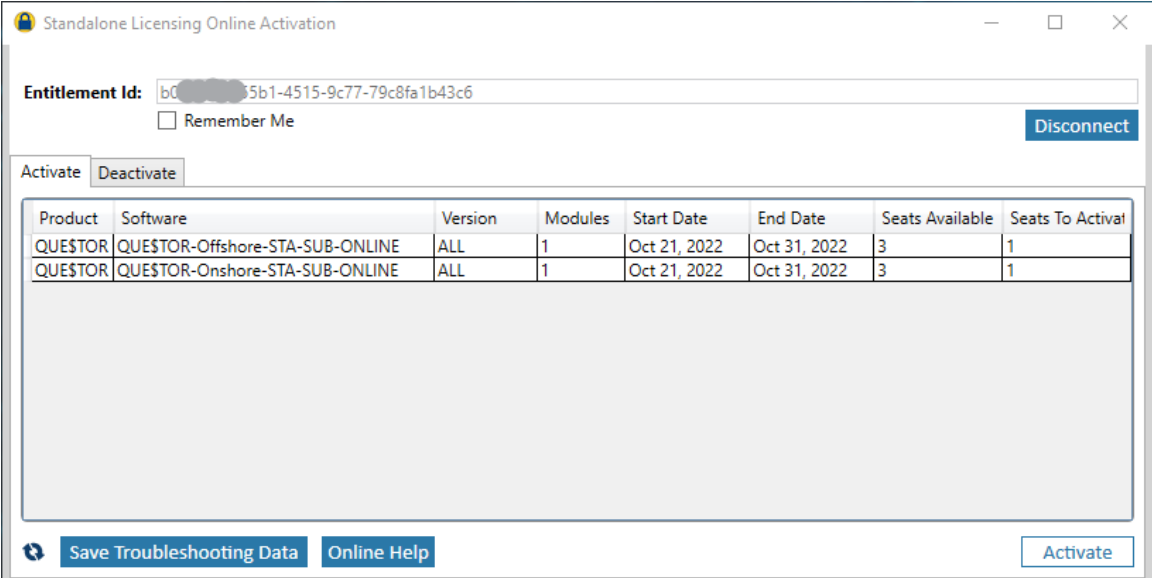 Standalone Licensing Online Activation
Entitlement Id: 5b1-4515-9c77-79c8fa1b43c6
Remember Me
Disconnect
Activate Deactivate
Product Software Version Modules Start Date End Date Seats Available Seats To Activat
QUE$TOR QUE$TOR-Offshore-STA-SUB-ONLINE ALL 1 Oct 21, 2022 Oct 31, 2022 3 1
QUE$TOR QUE$TOR-Onshore-STA-SUB-ONLINE ALL 1 Oct 21, 2022 Oct 31, 2022 3 1
Save Troubleshooting Data Online Help Activate